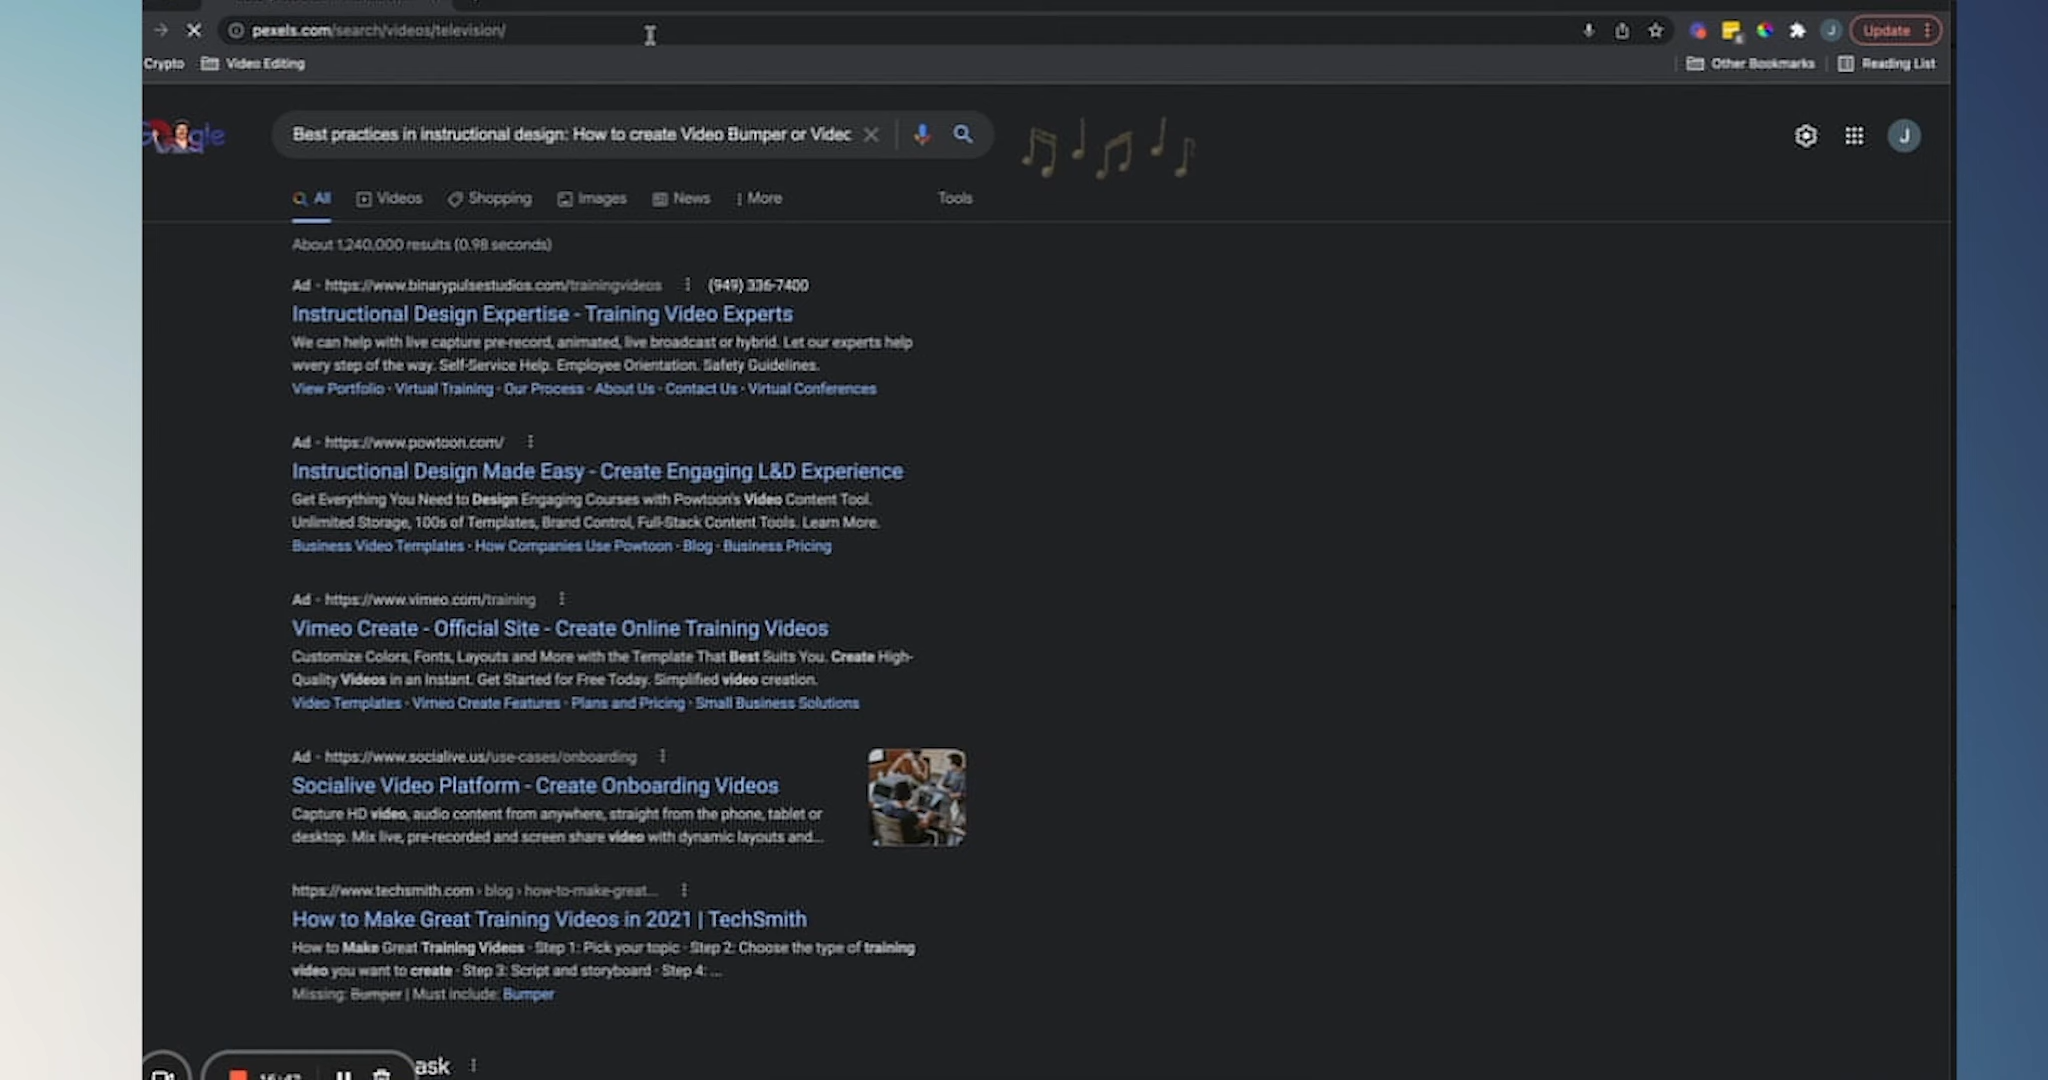 pexels.com/search/videos/television/
Update
Crypto
Video Editing
Other Bookmarks
Reading List
Best practices in instructional design: How to create Video Bumper or Videc
J
All
Videos
Shopping
Images
News
More
Tools
About 1,240,000 results (0.98 seconds)
Ad · https://www.binarypulsestudios.com/trainingvideos (949) 336-7400
Instructional Design Expertise - Training Video Experts
We can help with live capture pre-record, animated, live broadcast or hybrid. Let our experts help
wvery step of the way. Self-Service Help. Employee Orientation. Safety Guidelines.
View Portfolio · Virtual Training · Our Process · About Us · Contact Us · Virtual Conferences
Ad · https://www.powtoon.com/
Instructional Design Made Easy - Create Engaging L&D Experience
Get Everything You Need to Design Engaging Courses with Powtoon's Video Content Tool.
Unlimited Storage, 100s of Templates, Brand Control, Full-Stack Content Tools. Learn More.
Business Video Templates · How Companies Use Powtoon · Blog · Business Pricing
Ad · https://www.vimeo.com/training
Vimeo Create - Official Site - Create Online Training Videos
Customize Colors, Fonts, Layouts and More with the Template That Best Suits You. Create High-
Quality Videos in an Instant. Get Started for Free Today. Simplified video creation.
Video Templates · Vimeo Create Features · Plans and Pricing · Small Business Solutions
Ad · https://www.socialive.us/use-cases/onboarding
Socialive Video Platform - Create Onboarding Videos
Capture HD video, audio content from anywhere, straight from the phone, tablet or
desktop. Mix live, pre-recorded and screen share video with dynamic layouts and...
https://www.techsmith.com › blog › how-to-make-great...
How to Make Great Training Videos in 2021 | TechSmith
How to Make Great Training Videos · Step 1: Pick your topic · Step 2: Choose the type of training
video you want to create · Step 3: Script and storyboard · Step 4: ...
Missing: Bumper | Must include: Bumper
ask